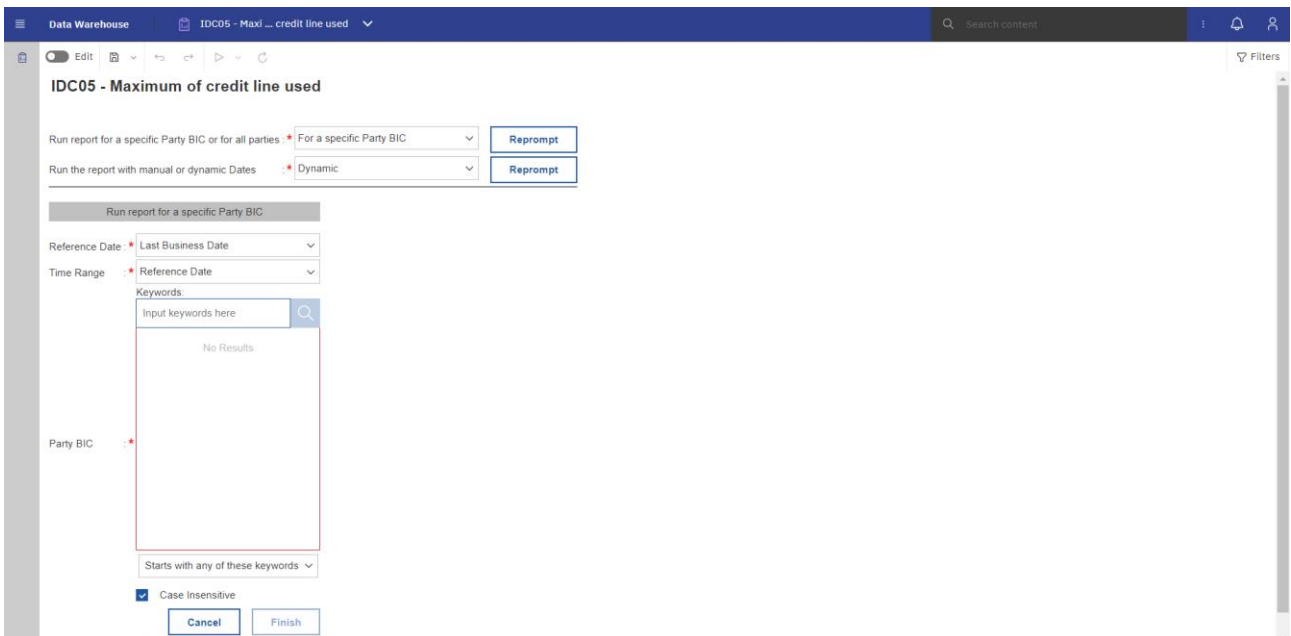 Data Warehouse
IDC05 - Maxi ... credit line used
Search content
Edit
Filters
IDC05 - Maximum of credit line used
Run report for a specific Party BIC or for all parties : * For a specific Party BIC Reprompt
Run the report with manual or dynamic Dates : * Dynamic Reprompt
Run report for a specific Party BIC
Reference Date : * Last Business Date
Time Range : * Reference Date
Keywords:
Input keywords here
No Results
Party BIC : *
Starts with any of these keywords
Case Insensitive
Cancel Finish